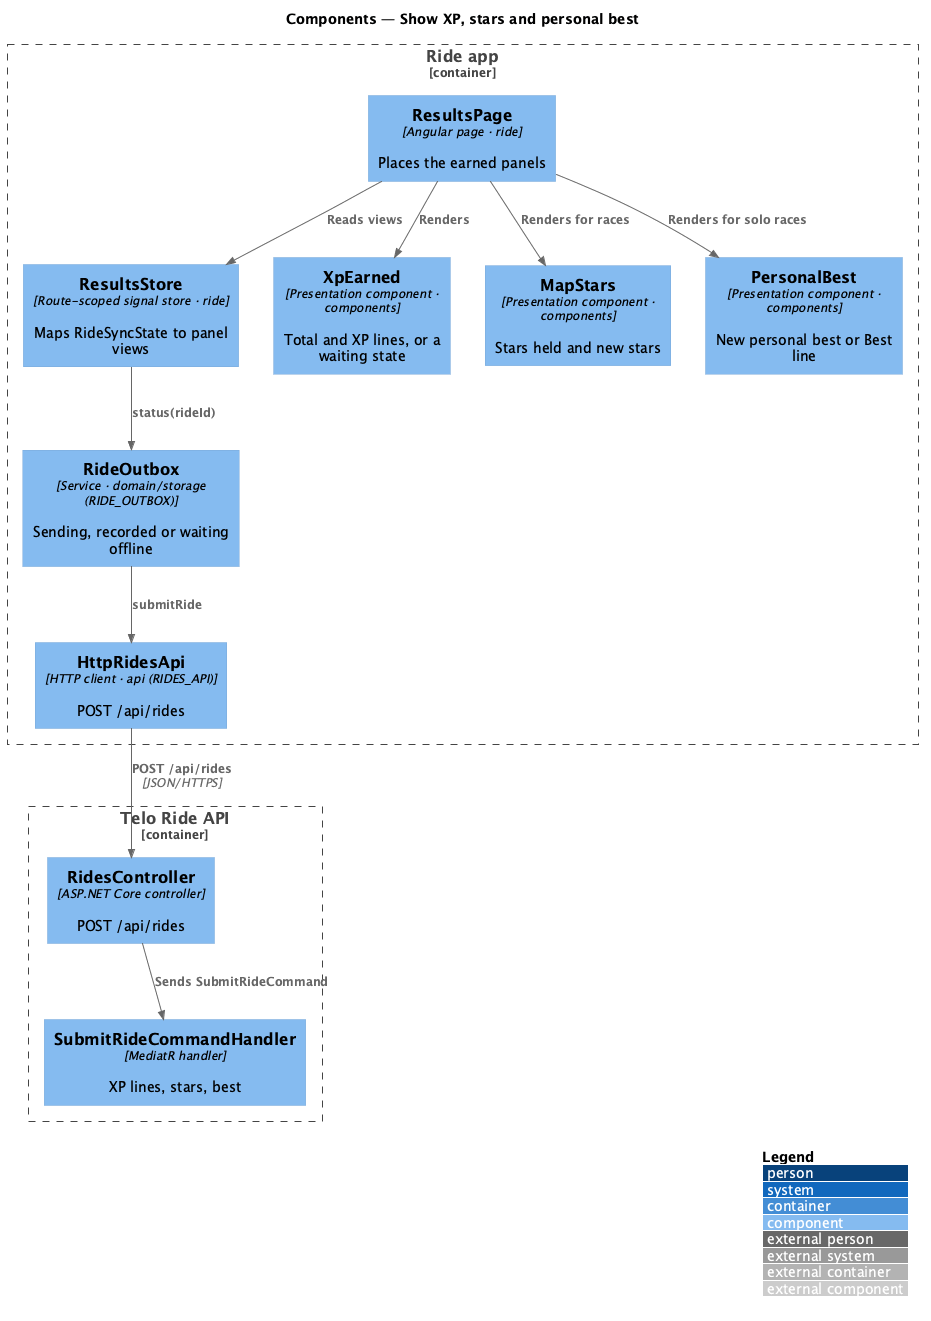 Components — Show XP, stars and personal best
Ride app
[container]
ResultsPage
[Angular page · ride]
Places the earned panels
Reads views
Renders
Renders for races
Renders for solo races
ResultsStore
[Route-scoped signal store · ride]
Maps RideSyncState to panel
views
XpEarned
[Presentation component ·
components]
Total and XP lines, or a
waiting state
MapStars
[Presentation component ·
components]
Stars held and new stars
PersonalBest
[Presentation component ·
components]
New personal best or Best
line
status(rideId)
RideOutbox
[Service · domain/storage
(RIDE_OUTBOX)]
Sending, recorded or waiting
offline
submitRide
HttpRidesApi
[HTTP client · api (RIDES_API)]
POST /api/rides
POST /api/rides
[JSON/HTTPS]
Telo Ride API
[container]
RidesController
[ASP.NET Core controller]
POST /api/rides
Sends SubmitRideCommand
SubmitRideCommandHandler
[MediatR handler]
XP lines, stars, best
Legend
person
system
container
component
external person
external system
external container
external component